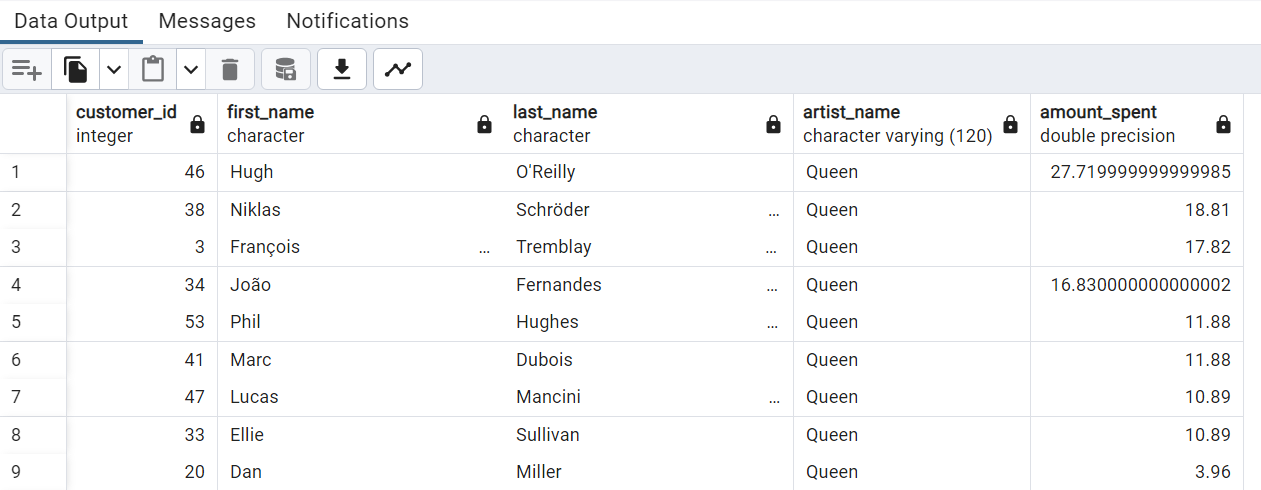 Data Output Messages Notifications
customer_id first_name last_name artist_name amount_spent
integer character character character varying (120) double precision
1 46 Hugh O'Reilly Queen 27.719999999999985
2 38 Niklas Schröder ... Queen 18.81
3 3 François ... Tremblay ... Queen 17.82
4 34 João Fernandes ... Queen 16.830000000000002
5 53 Phil Hughes ... Queen 11.88
6 41 Marc Dubois Queen 11.88
7 47 Lucas Mancini ... Queen 10.89
8 33 Ellie Sullivan Queen 10.89
9 20 Dan Miller Queen 3.96